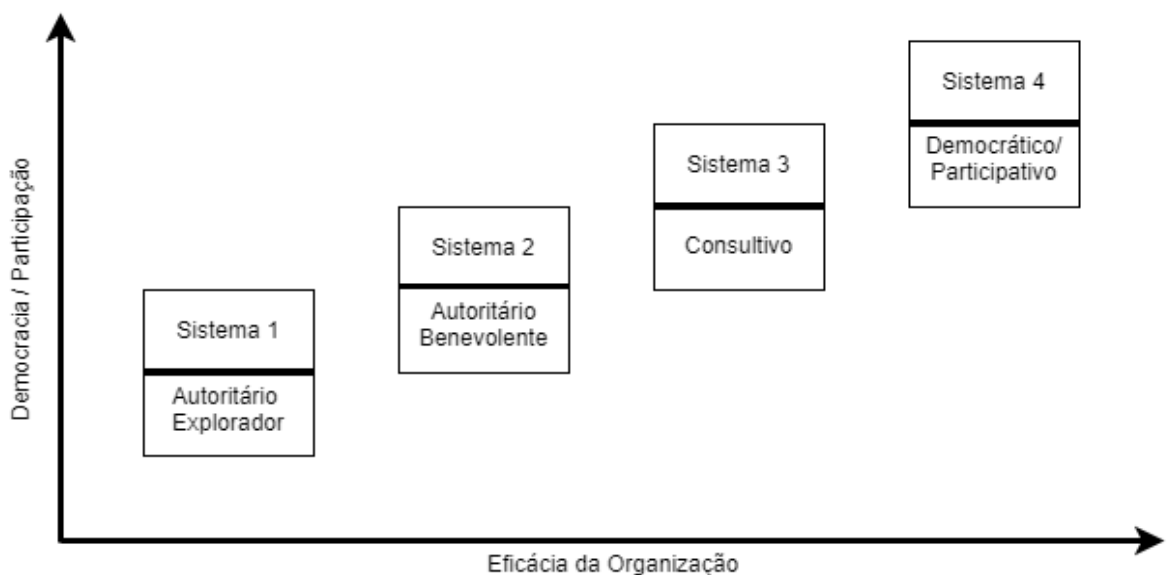 Democracia / Participação
Sistema 1
Autoritário
Explorador
Sistema 2
Autoritário
Benevolente
Sistema 3
Consultivo
Sistema 4
Democrático/
Participativo
Eficácia da Organização